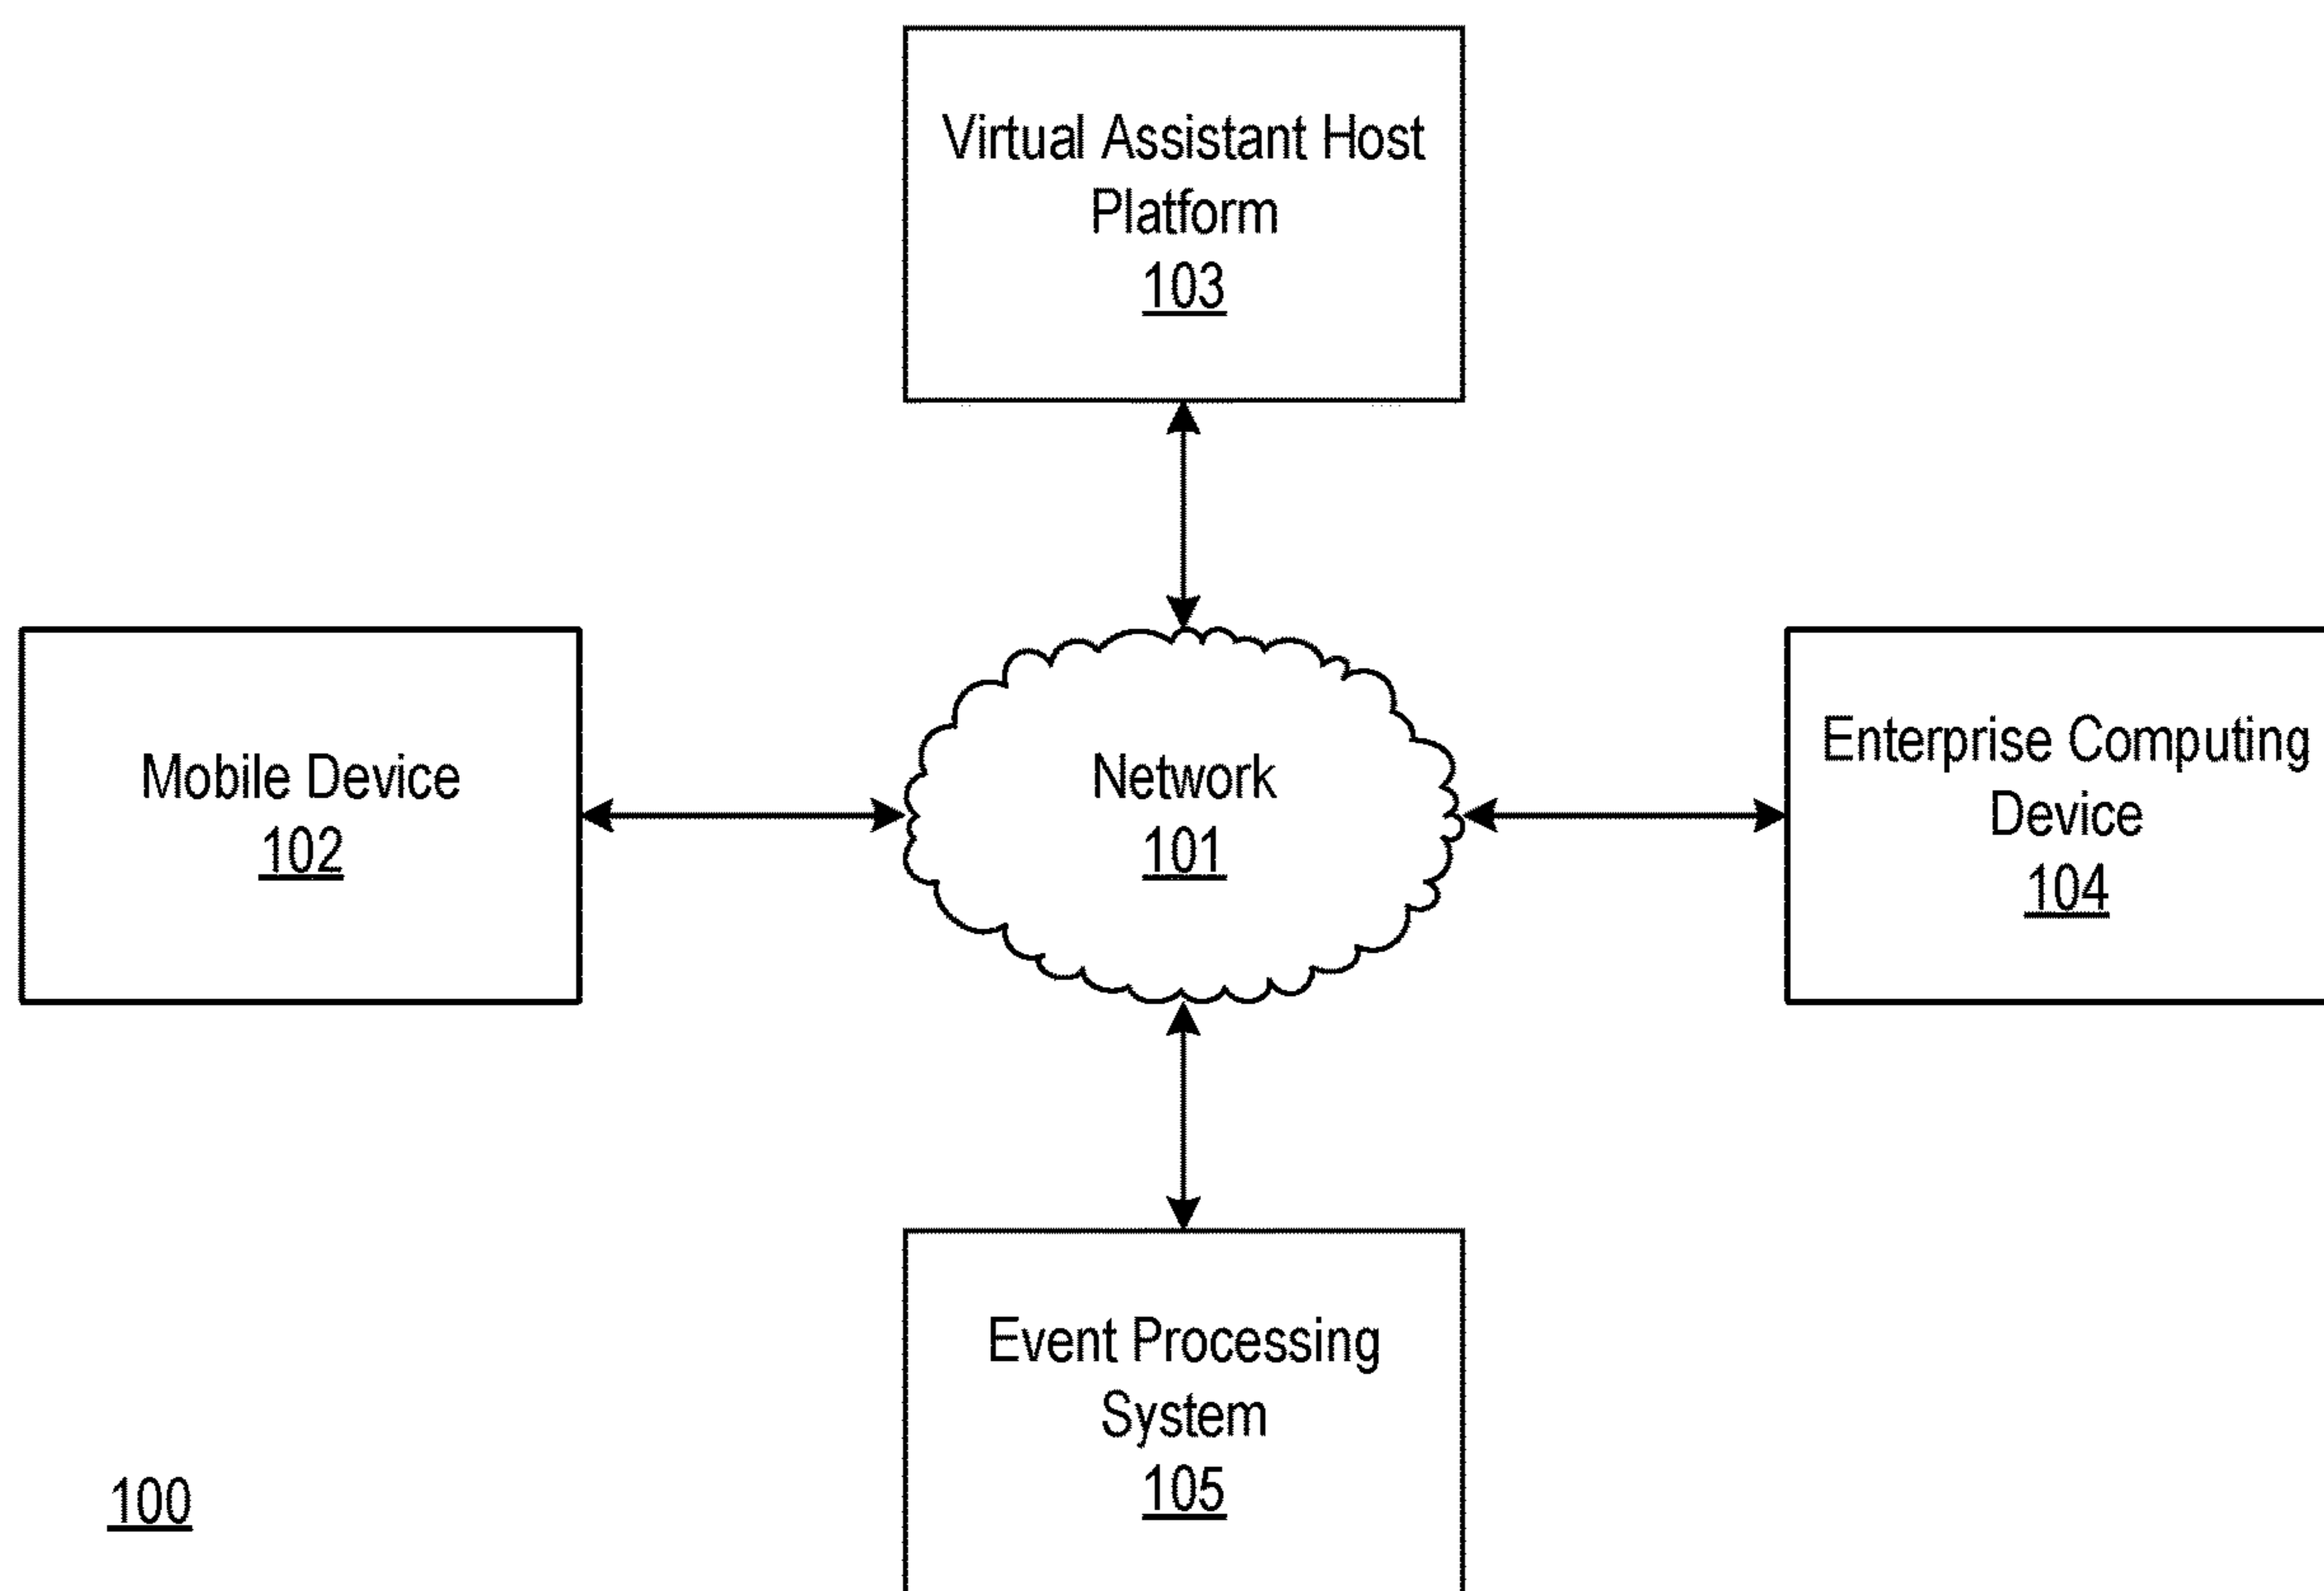 Virtual Assistant Host
Platform
103
Mobile Device
102
Network
101
Enterprise Computing
Device
104
Event Processing
System
105
100